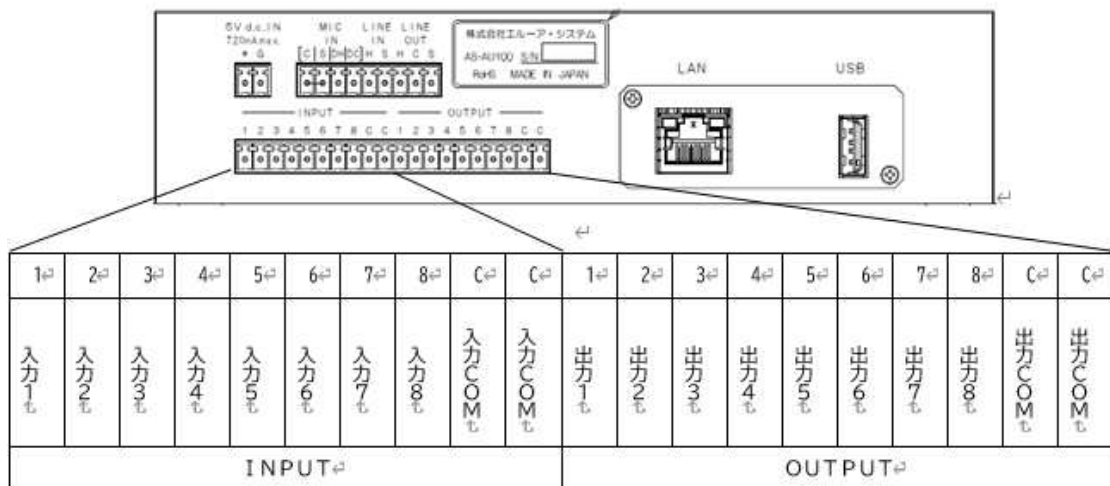 5V d.c.IN
720mAmax.
+ G
MIC
IN
[C|S|DH|DC]
LINE
IN
H S
LINE
OUT
H C S
株式会社エルーア・システム
AS-AU100 S/N
RoHS MADE IN JAPAN
LAN
USB
INPUT
OUTPUT
1 2 3 4 5 6 7 8 C C 1 2 3 4 5 6 7 8 C C
1 2 3 4 5 6 7 8 C C 1 2 3 4 5 6 7 8 C C
入力1
入力2
入力3
入力4
入力5
入力6
入力7
入力8
入力COM
入力COM
出力1
出力2
出力3
出力4
出力5
出力6
出力7
出力8
出力COM
出力COM
INPUT
OUTPUT